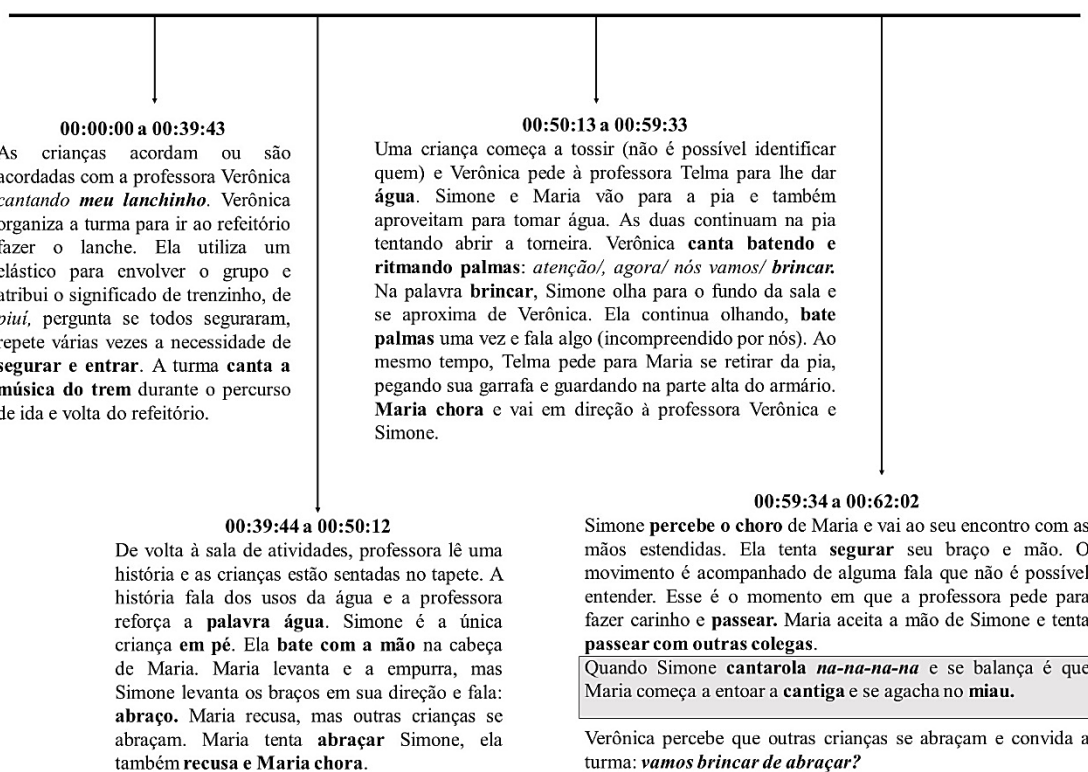 00:00:00 a 00:39:43
As crianças acordam ou são
acordadas com a professora Verônica
cantando meu lanchinho. Verônica
organiza a turma para ir ao refeitório
fazer o lanche. Ela utiliza um
elástico para envolver o grupo e
atribui o significado de trenzinho, de
piuí, pergunta se todos seguraram,
repete várias vezes a necessidade de
segurar e entrar. A turma canta a
música do trem durante o percurso
de ida e volta do refeitório.
00:39:44 a 00:50:12
De volta à sala de atividades, professora lê uma
história e as crianças estão sentadas no tapete. A
história fala dos usos da água e a professora
reforça a palavra água. Simone é a única
criança em pé. Ela bate com a mão na cabeça
de Maria. Maria levanta e a empurra, mas
Simone levanta os braços em sua direção e fala:
abraço. Maria recusa, mas outras crianças se
abraçam. Maria tenta abraçar Simone, ela
também recusa e Maria chora.
00:50:13 a 00:59:33
Uma criança começa a tossir (não é possível identificar
quem) e Verônica pede à professora Telma para lhe dar
água. Simone e Maria vão para a pia e também
aproveitam para tomar água. As duas continuam na pia
tentando abrir a torneira. Verônica canta batendo e
ritmando palmas: atenção/, agora/ nós vamos/ brincar.
Na palavra brincar, Simone olha para o fundo da sala e
se aproxima de Verônica. Ela continua olhando, bate
palmas uma vez e fala algo (incompreendido por nós). Ao
mesmo tempo, Telma pede para Maria se retirar da pia,
pegando sua garrafa e guardando na parte alta do armário.
Maria chora e vai em direção à professora Verônica e
Simone.
00:59:34 a 00:62:02
Simone percebe o choro de Maria e vai ao seu encontro com as
mãos estendidas. Ela tenta segurar seu braço e mão. O
movimento é acompanhado de alguma fala que não é possível
entender. Esse é o momento em que a professora pede para
fazer carinho e passear. Maria aceita a mão de Simone e tenta
passear com outras colegas.
Quando Simone cantarola na-na-na-na e se balança é que
Maria começa a entoar a cantiga e se agacha no miau.
Verônica percebe que outras crianças se abraçam e convida a
turma: vamos brincar de abraçar?